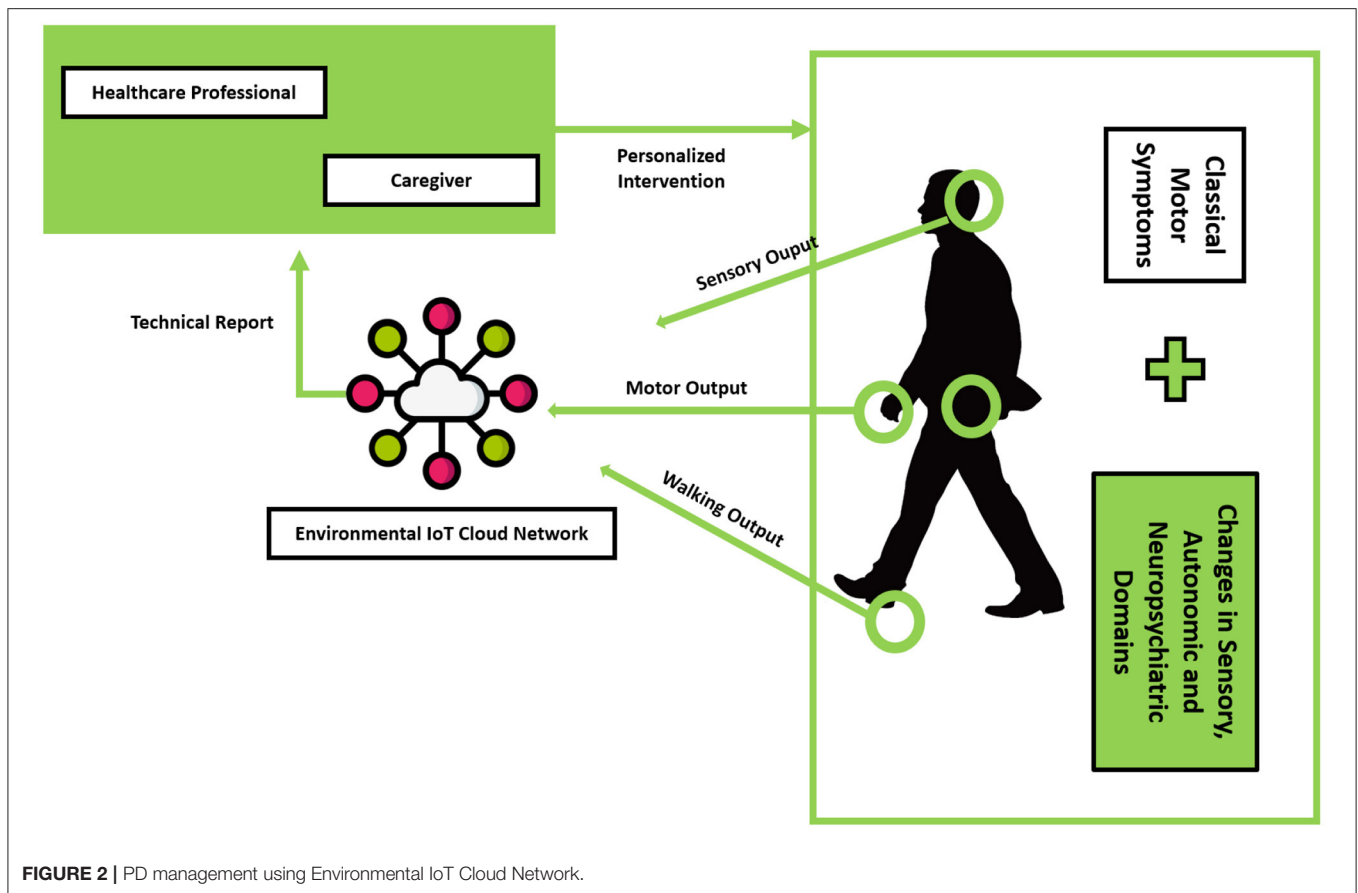 Healthcare Professional
Caregiver
Personalized
Intervention
Technical Report
Sensory Ouput
Motor Output
Walking Output
Environmental IoT Cloud Network
Classical
Motor
Symptoms
Changes in Sensory,
Autonomic and
Neuropsychiatric
Domains
FIGURE 2 | PD management using Environmental IoT Cloud Network.